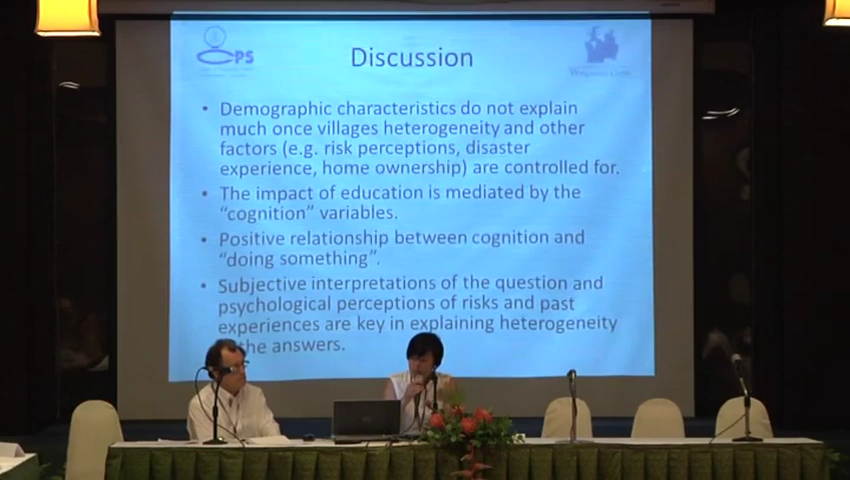 CPS
Discussion
• Demographic characteristics do not explain
much once villages heterogeneity and other
factors (e.g. risk perceptions, disaster
experience, home ownership) are controlled for.
• The impact of education is mediated by the
“cognition” variables.
• Positive relationship between cognition and
“doing something”.
• Subjective interpretations of the question and
psychological perceptions of risks and past
experiences are key in explaining heterogeneity
the answers.